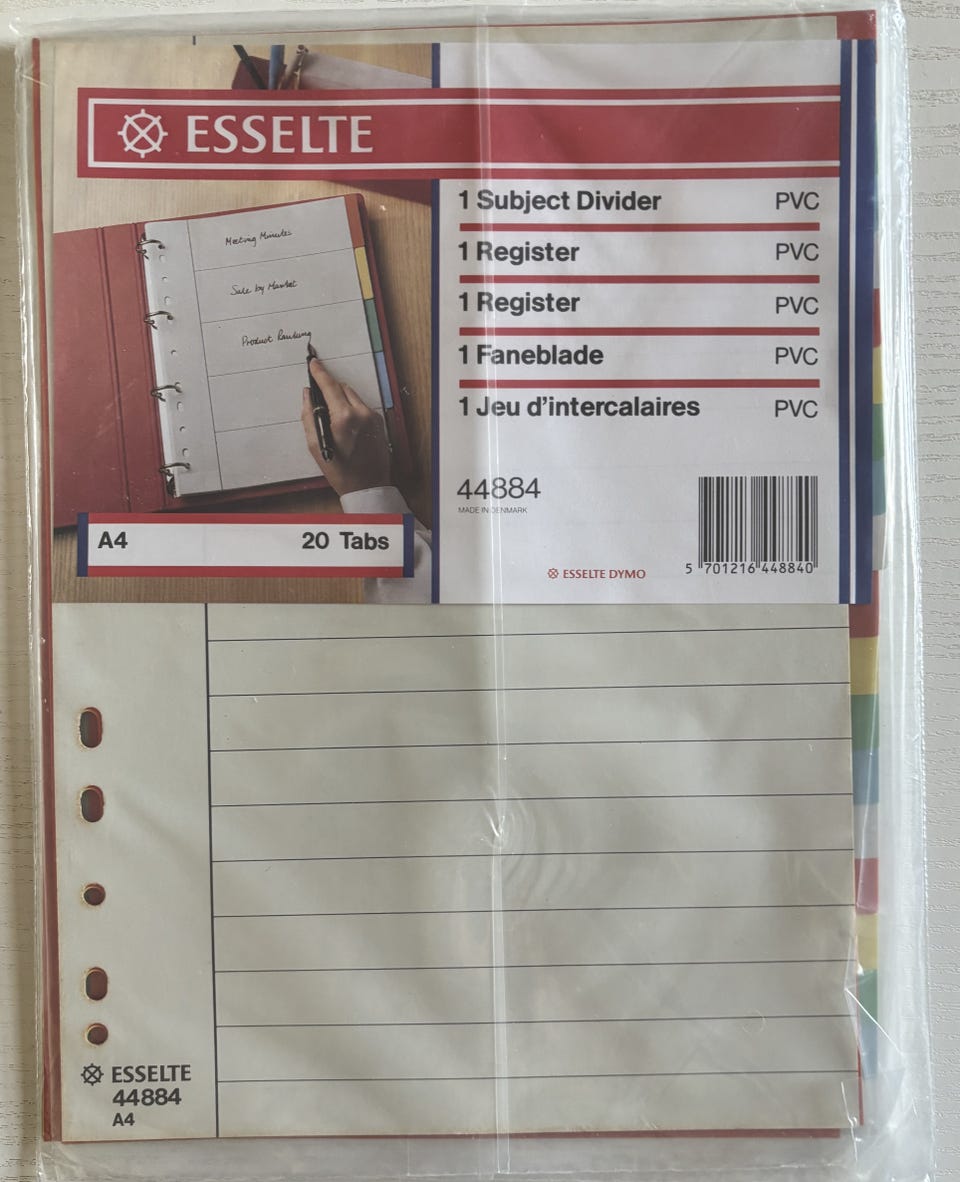 ESSELTE
1 Subject Divider PVC
1 Register PVC
1 Register PVC
1 Faneblade PVC
1 Jeu d’intercalaires PVC
Meeting Minutes
Sale by Market
Product Ranking
44884
MADE IN DENMARK
A4 20 Tabs
ESSELTE DYMO
5 701216 448840
ESSELTE
44884
A4